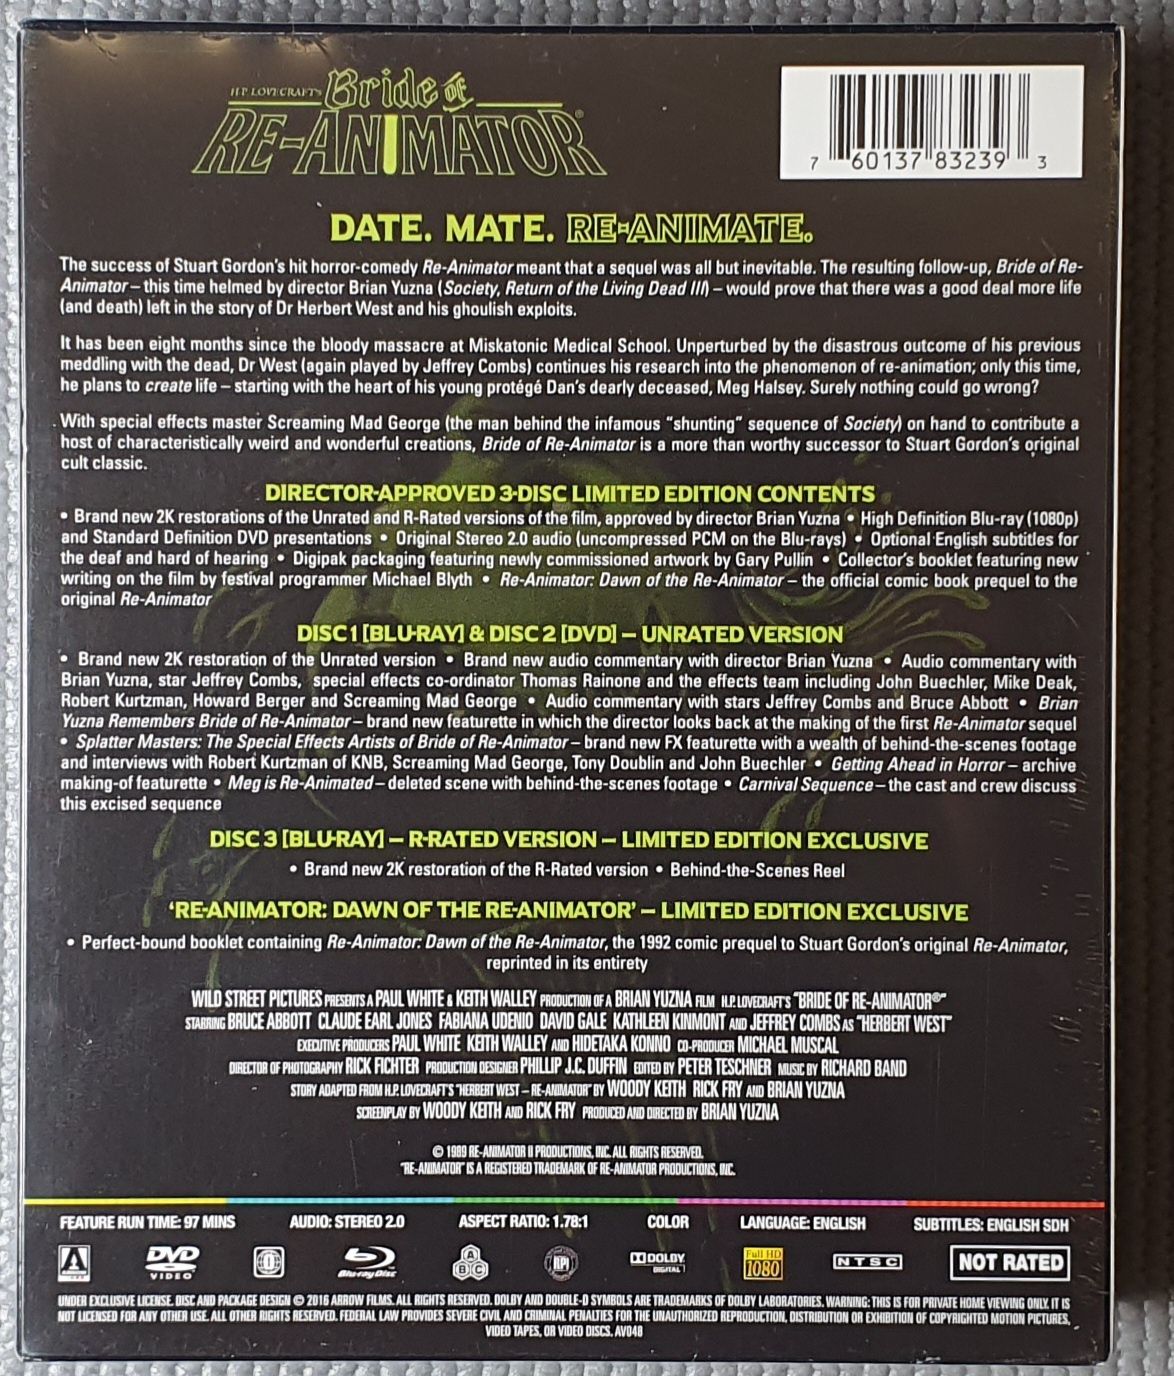 H.P. LOVECRAFT'S Bride of
RE-ANIMATOR®
7 60137 83239 3
DATE. MATE. RE-ANIMATE.
The success of Stuart Gordon's hit horror-comedy Re-Animator meant that a sequel was all but inevitable. The resulting follow-up, Bride of Re-
Animator – this time helmed by director Brian Yuzna (Society, Return of the Living Dead III) – would prove that there was a good deal more life
(and death) left in the story of Dr Herbert West and his ghoulish exploits.
It has been eight months since the bloody massacre at Miskatonic Medical School. Unperturbed by the disastrous outcome of his previous
meddling with the dead, Dr West (again played by Jeffrey Combs) continues his research into the phenomenon of re-animation; only this time,
he plans to create life – starting with the heart of his young protégé Dan's dearly deceased, Meg Halsey. Surely nothing could go wrong?
With special effects master Screaming Mad George (the man behind the infamous "shunting" sequence of Society) on hand to contribute a
host of characteristically weird and wonderful creations, Bride of Re-Animator is a more than worthy successor to Stuart Gordon's original
cult classic.
DIRECTOR-APPROVED 3-DISC LIMITED EDITION CONTENTS
• Brand new 2K restorations of the Unrated and R-Rated versions of the film, approved by director Brian Yuzna • High Definition Blu-ray (1080p)
and Standard Definition DVD presentations • Original Stereo 2.0 audio (uncompressed PCM on the Blu-rays) • Optional English subtitles for
the deaf and hard of hearing • Digipak packaging featuring newly commissioned artwork by Gary Pullin • Collector's booklet featuring new
writing on the film by festival programmer Michael Blyth • Re-Animator: Dawn of the Re-Animator – the official comic book prequel to the
original Re-Animator
DISC 1 [BLU-RAY] & DISC 2 [DVD] – UNRATED VERSION
• Brand new 2K restoration of the Unrated version • Brand new audio commentary with director Brian Yuzna • Audio commentary with
Brian Yuzna, star Jeffrey Combs, special effects co-ordinator Thomas Rainone and the effects team including John Buechler, Mike Deak,
Robert Kurtzman, Howard Berger and Screaming Mad George • Audio commentary with stars Jeffrey Combs and Bruce Abbott • Brian
Yuzna Remembers Bride of Re-Animator – brand new featurette in which the director looks back at the making of the first Re-Animator sequel
• Splatter Masters: The Special Effects Artists of Bride of Re-Animator – brand new FX featurette with a wealth of behind-the-scenes footage
and interviews with Robert Kurtzman of KNB, Screaming Mad George, Tony Doublin and John Buechler • Getting Ahead in Horror – archive
making-of featurette • Meg is Re-Animated – deleted scene with behind-the-scenes footage • Carnival Sequence – the cast and crew discuss
this excised sequence
DISC 3 [BLU-RAY] – R-RATED VERSION – LIMITED EDITION EXCLUSIVE
• Brand new 2K restoration of the R-Rated version • Behind-the-Scenes Reel
'RE-ANIMATOR: DAWN OF THE RE-ANIMATOR' – LIMITED EDITION EXCLUSIVE
• Perfect-bound booklet containing Re-Animator: Dawn of the Re-Animator, the 1992 comic prequel to Stuart Gordon's original Re-Animator,
reprinted in its entirety
WILD STREET PICTURES PRESENTS A PAUL WHITE & KEITH WALLEY PRODUCTION OF A BRIAN YUZNA FILM H.P. LOVECRAFT'S "BRIDE OF RE-ANIMATOR®"
STARRING BRUCE ABBOTT CLAUDE EARL JONES FABIANA UDENIO DAVID GALE KATHLEEN KINMONT AND JEFFREY COMBS AS "HERBERT WEST"
EXECUTIVE PRODUCERS PAUL WHITE KEITH WALLEY AND HIDETAKA KONNO CO-PRODUCER MICHAEL MUSCAL
DIRECTOR OF PHOTOGRAPHY RICK FICHTER PRODUCTION DESIGNER PHILLIP J.C. DUFFIN EDITED BY PETER TESCHNER MUSIC BY RICHARD BAND
STORY ADAPTED FROM H.P. LOVECRAFT'S "HERBERT WEST – RE-ANIMATOR" BY WOODY KEITH RICK FRY AND BRIAN YUZNA
SCREENPLAY BY WOODY KEITH AND RICK FRY PRODUCED AND DIRECTED BY BRIAN YUZNA
© 1989 RE-ANIMATOR II PRODUCTIONS, INC. ALL RIGHTS RESERVED.
"RE-ANIMATOR" IS A REGISTERED TRADEMARK OF RE-ANIMATOR PRODUCTIONS, INC.
FEATURE RUN TIME: 97 MINS AUDIO: STEREO 2.0 ASPECT RATIO: 1.78:1 COLOR LANGUAGE: ENGLISH SUBTITLES: ENGLISH SDH
DVD VIDEO 0 Blu-ray Disc A B C RPI DOLBY DIGITAL Full HD 1080 NTSC NOT RATED
UNDER EXCLUSIVE LICENSE. DISC AND PACKAGE DESIGN © 2016 ARROW FILMS. ALL RIGHTS RESERVED. DOLBY AND DOUBLE-D SYMBOLS ARE TRADEMARKS OF DOLBY LABORATORIES. WARNING: THIS IS FOR PRIVATE HOME VIEWING ONLY. IT IS
NOT LICENSED FOR ANY OTHER USE. ALL OTHER RIGHTS RESERVED. FEDERAL LAW PROVIDES SEVERE CIVIL AND CRIMINAL PENALTIES FOR THE UNAUTHORIZED REPRODUCTION, DISTRIBUTION OR EXHIBITION OF COPYRIGHTED MOTION PICTURES,
VIDEO TAPES, OR VIDEO DISCS. AV048